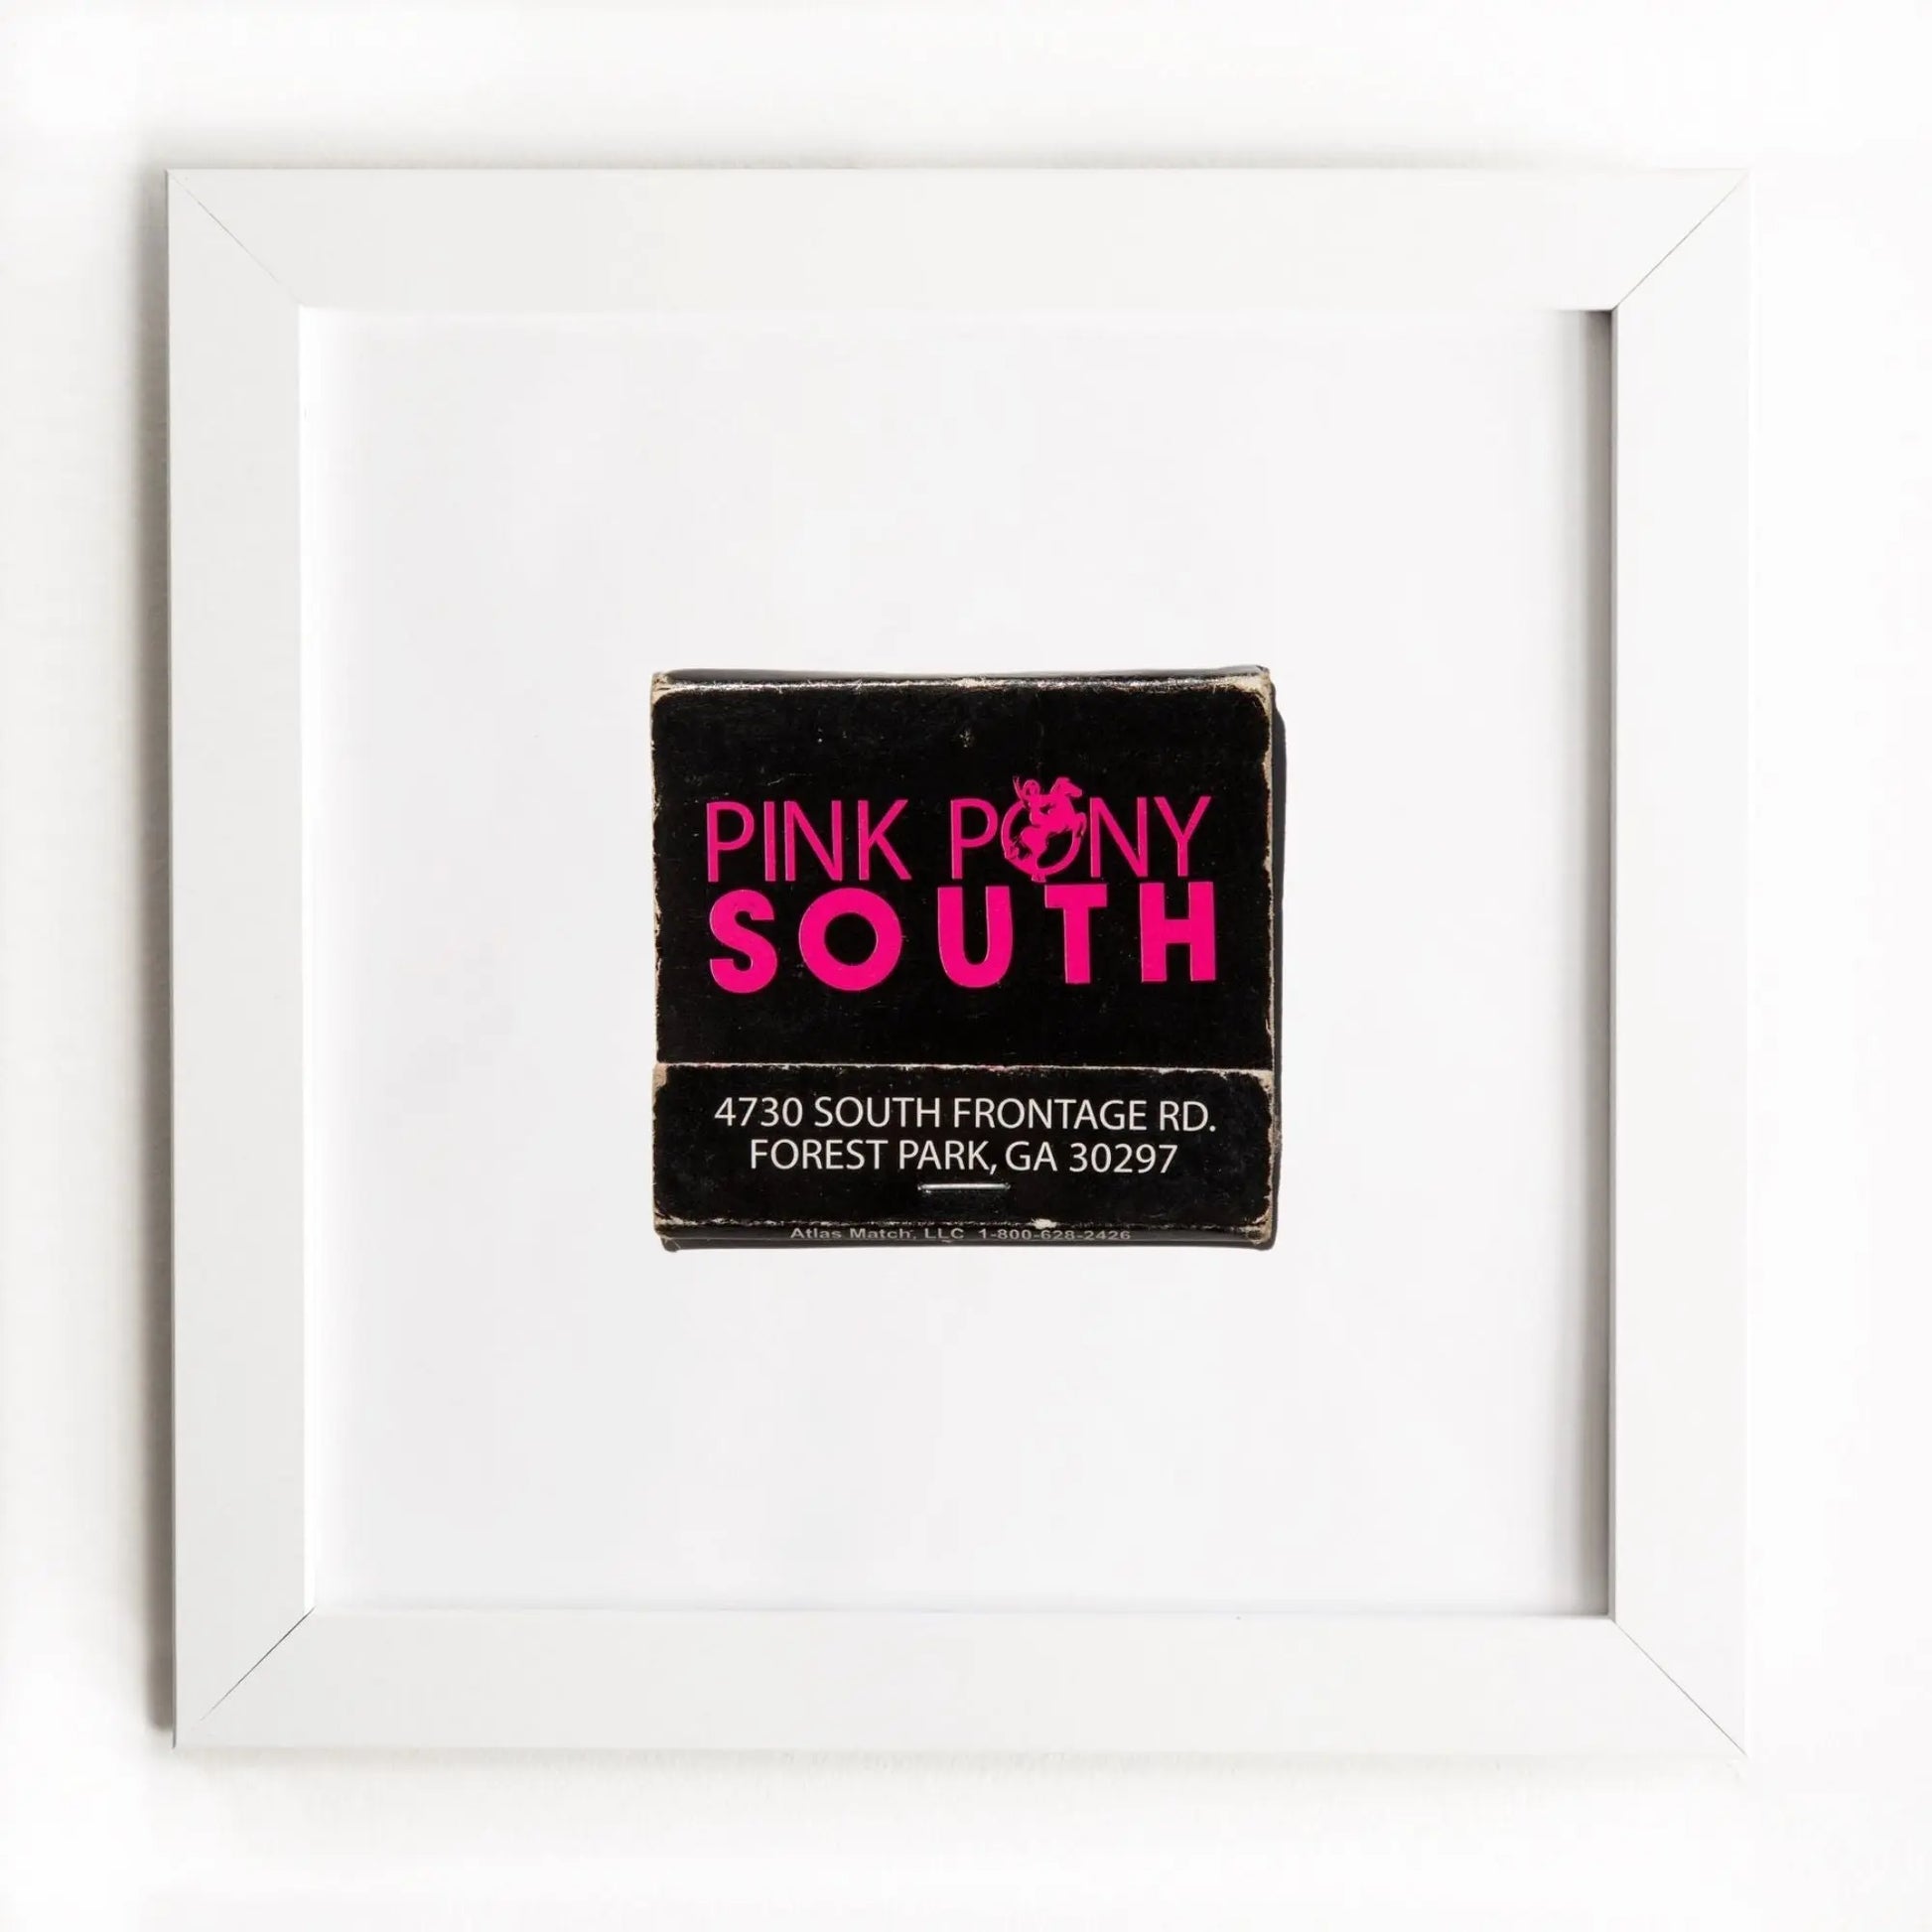 PINK PONY
SOUTH
4730 SOUTH FRONTAGE RD.
FOREST PARK, GA 30297
Atlas Match, LLC 1-800-628-2426